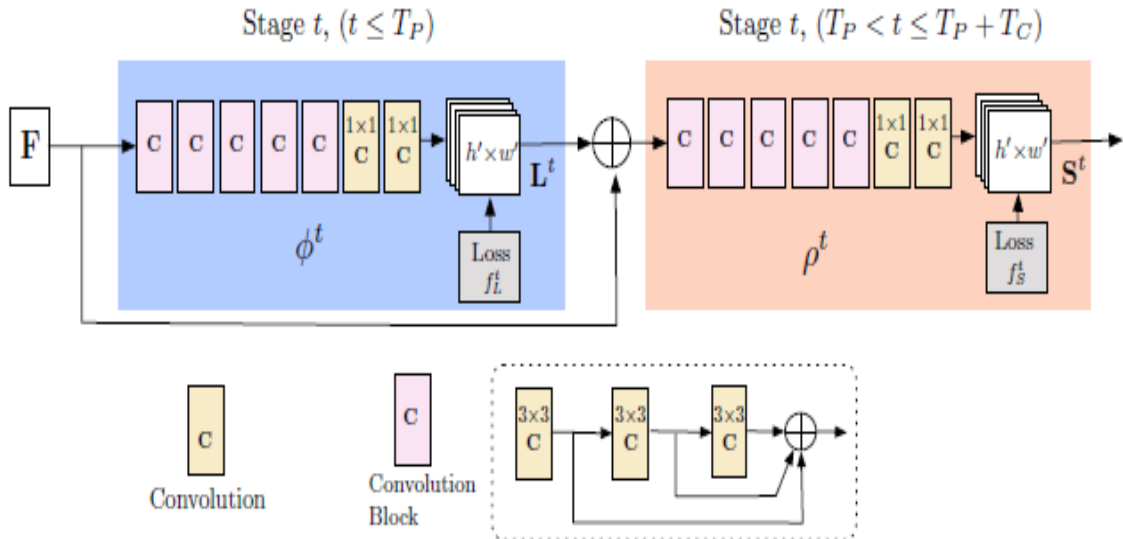 Stage t, (t ≤ T_P)
Stage t, (T_P < t ≤ T_P + T_C)
F
C C C C C 1×1 C 1×1 C
h′×w′
L^t
Loss
f_L^t
ϕ^t
C C C C C 1×1 C 1×1 C
h′×w′
S^t
Loss
f_S^t
ρ^t
C
Convolution
C
Convolution
Block
3×3 C 3×3 C 3×3 C